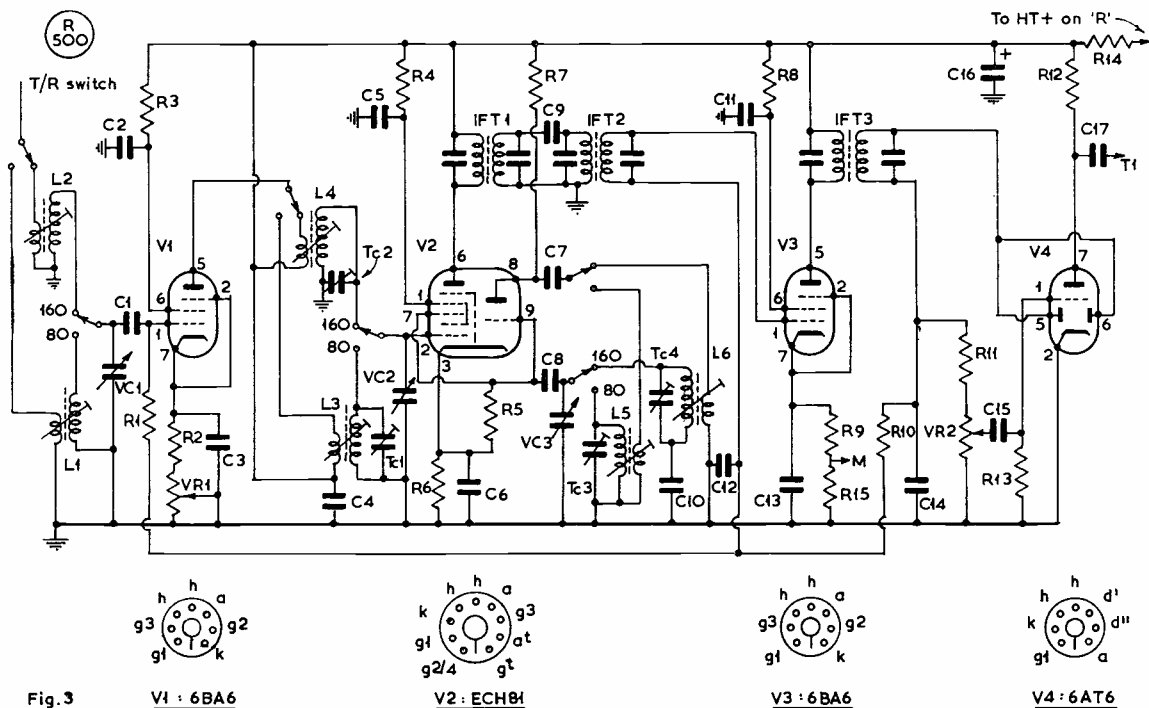 R
500
To HT+ on 'R'
T/R switch
R3
R4
R7
R8
C16
+
R12
R14
C2
C5
C9
C11
IFT1
IFT2
IFT3
C17
T1
L2
L4
V1
Tc2
V2
V3
V4
5
6
8
5
7
C7
2
6
1
7
C1
160
80
1
7
2
3
9
2
6
1
7
1
5
6
2
160
80
C8
160
80
Tc4
L6
R11
VC1
R1
R2
C3
VC2
L3
Tc1
R5
VC3
L5
R9
M
R10
VR2
C15
L1
VR1
C4
R6
C6
Tc3
C10
C12
C13
R15
C14
R13
h
h
a
g2
k
g1
g3
h
h
a
g3
at
gt
g2/4
g1
k
h
h
a
g2
k
g1
g3
h
h
d'
d"
a
g1
k
Fig.3
V1 : 6BA6
V2: ECH81
V3: 6BA6
V4: 6AT6